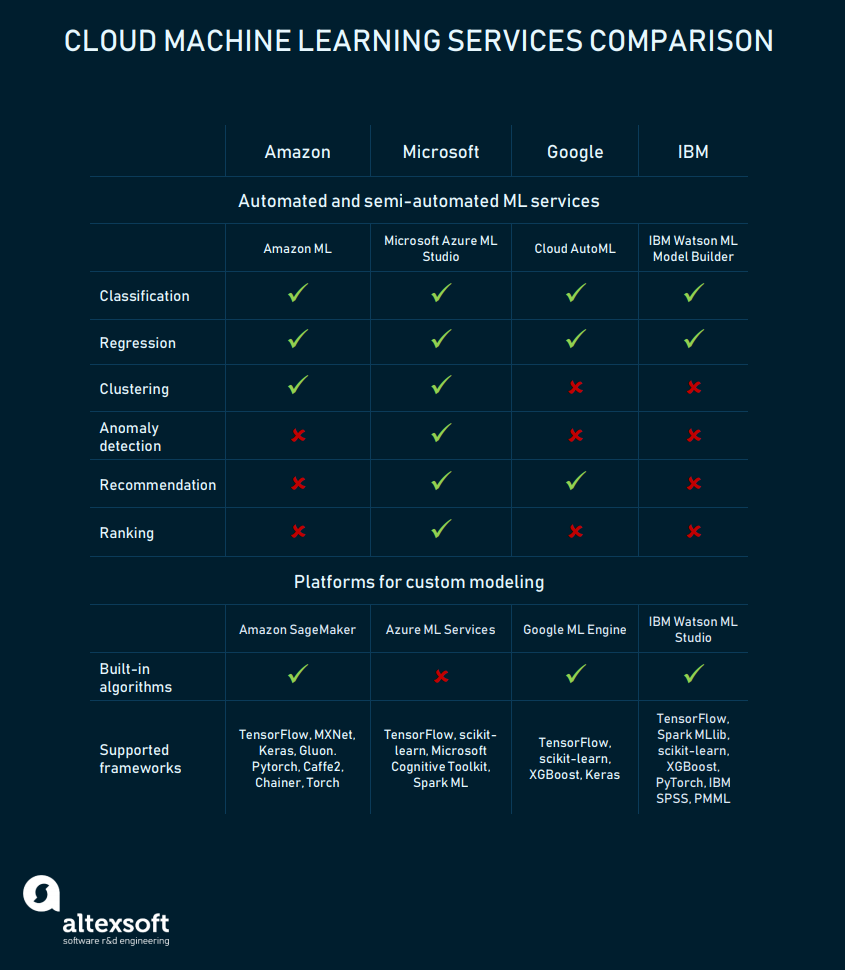 CLOUD MACHINE LEARNING SERVICES COMPARISON
Amazon
Microsoft
Google
IBM
Automated and semi-automated ML services
Amazon ML
Microsoft Azure ML
Studio
Cloud AutoML
IBM Watson ML
Model Builder
Classification
Regression
Clustering
Anomaly
detection
Recommendation
Ranking
Platforms for custom modeling
Amazon SageMaker
Azure ML Services
Google ML Engine
IBM Watson ML
Studio
Built-in
algorithms
Supported
frameworks
TensorFlow, MXNet,
Keras, Gluon.
Pytorch, Caffe2,
Chainer, Torch
TensorFlow, scikit-
learn, Microsoft
Cognitive Toolkit,
Spark ML
TensorFlow,
scikit-learn,
XGBoost, Keras
TensorFlow,
Spark MLlib,
scikit-learn,
XGBoost,
PyTorch, IBM
SPSS, PMML
altexsoft
software r&d engineering